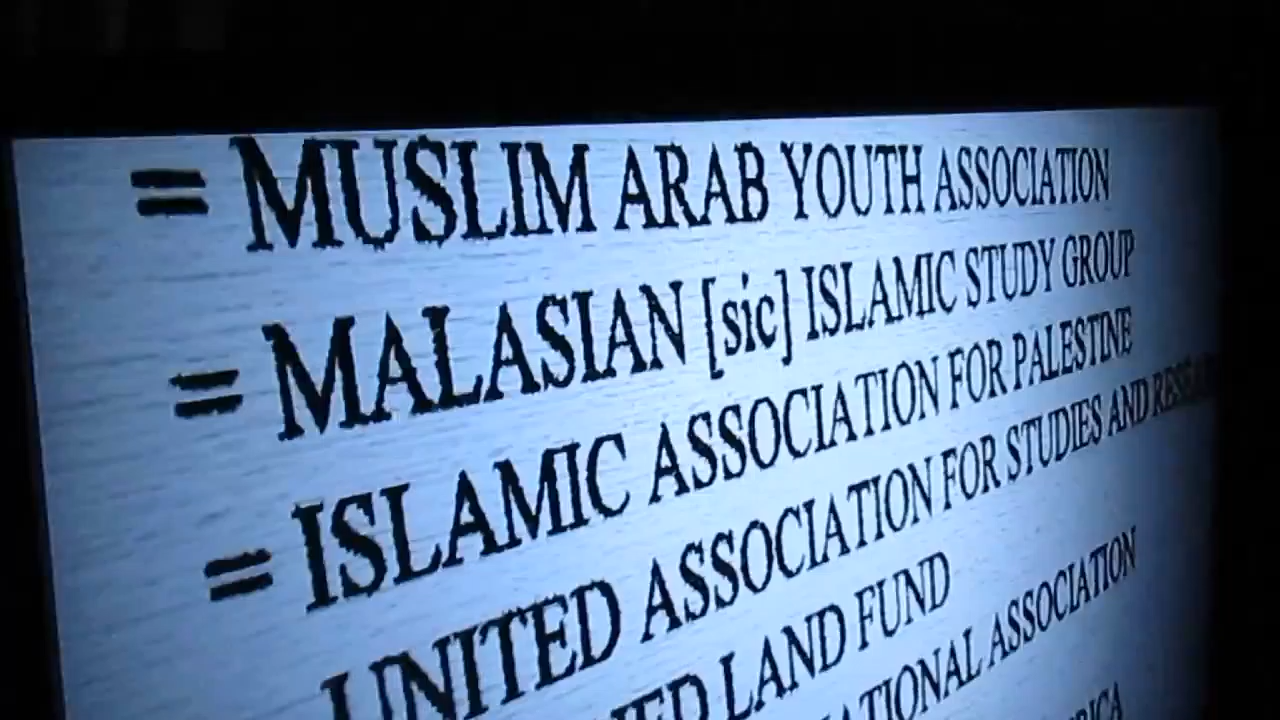 = MUSLIM ARAB YOUTH ASSOCIATION
= MALASIAN [sic] ISLAMIC STUDY GROUP
= ISLAMIC ASSOCIATION FOR PALESTINE
UNITED ASSOCIATION FOR STUDIES AND
LAND FUND
ASSOCIATION